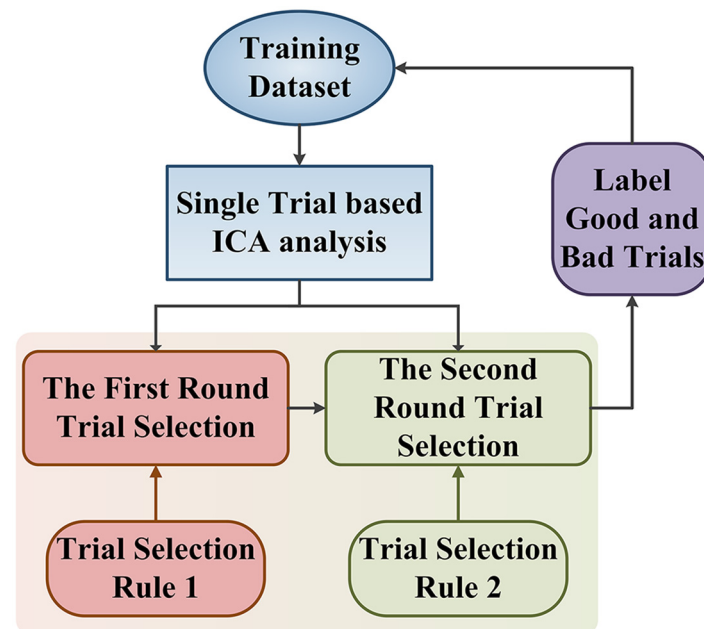 Training
Dataset
Single Trial based
ICA analysis
Label
Good and
Bad Trials
The First Round
Trial Selection
The Second
Round Trial
Selection
Trial Selection
Rule 1
Trial Selection
Rule 2